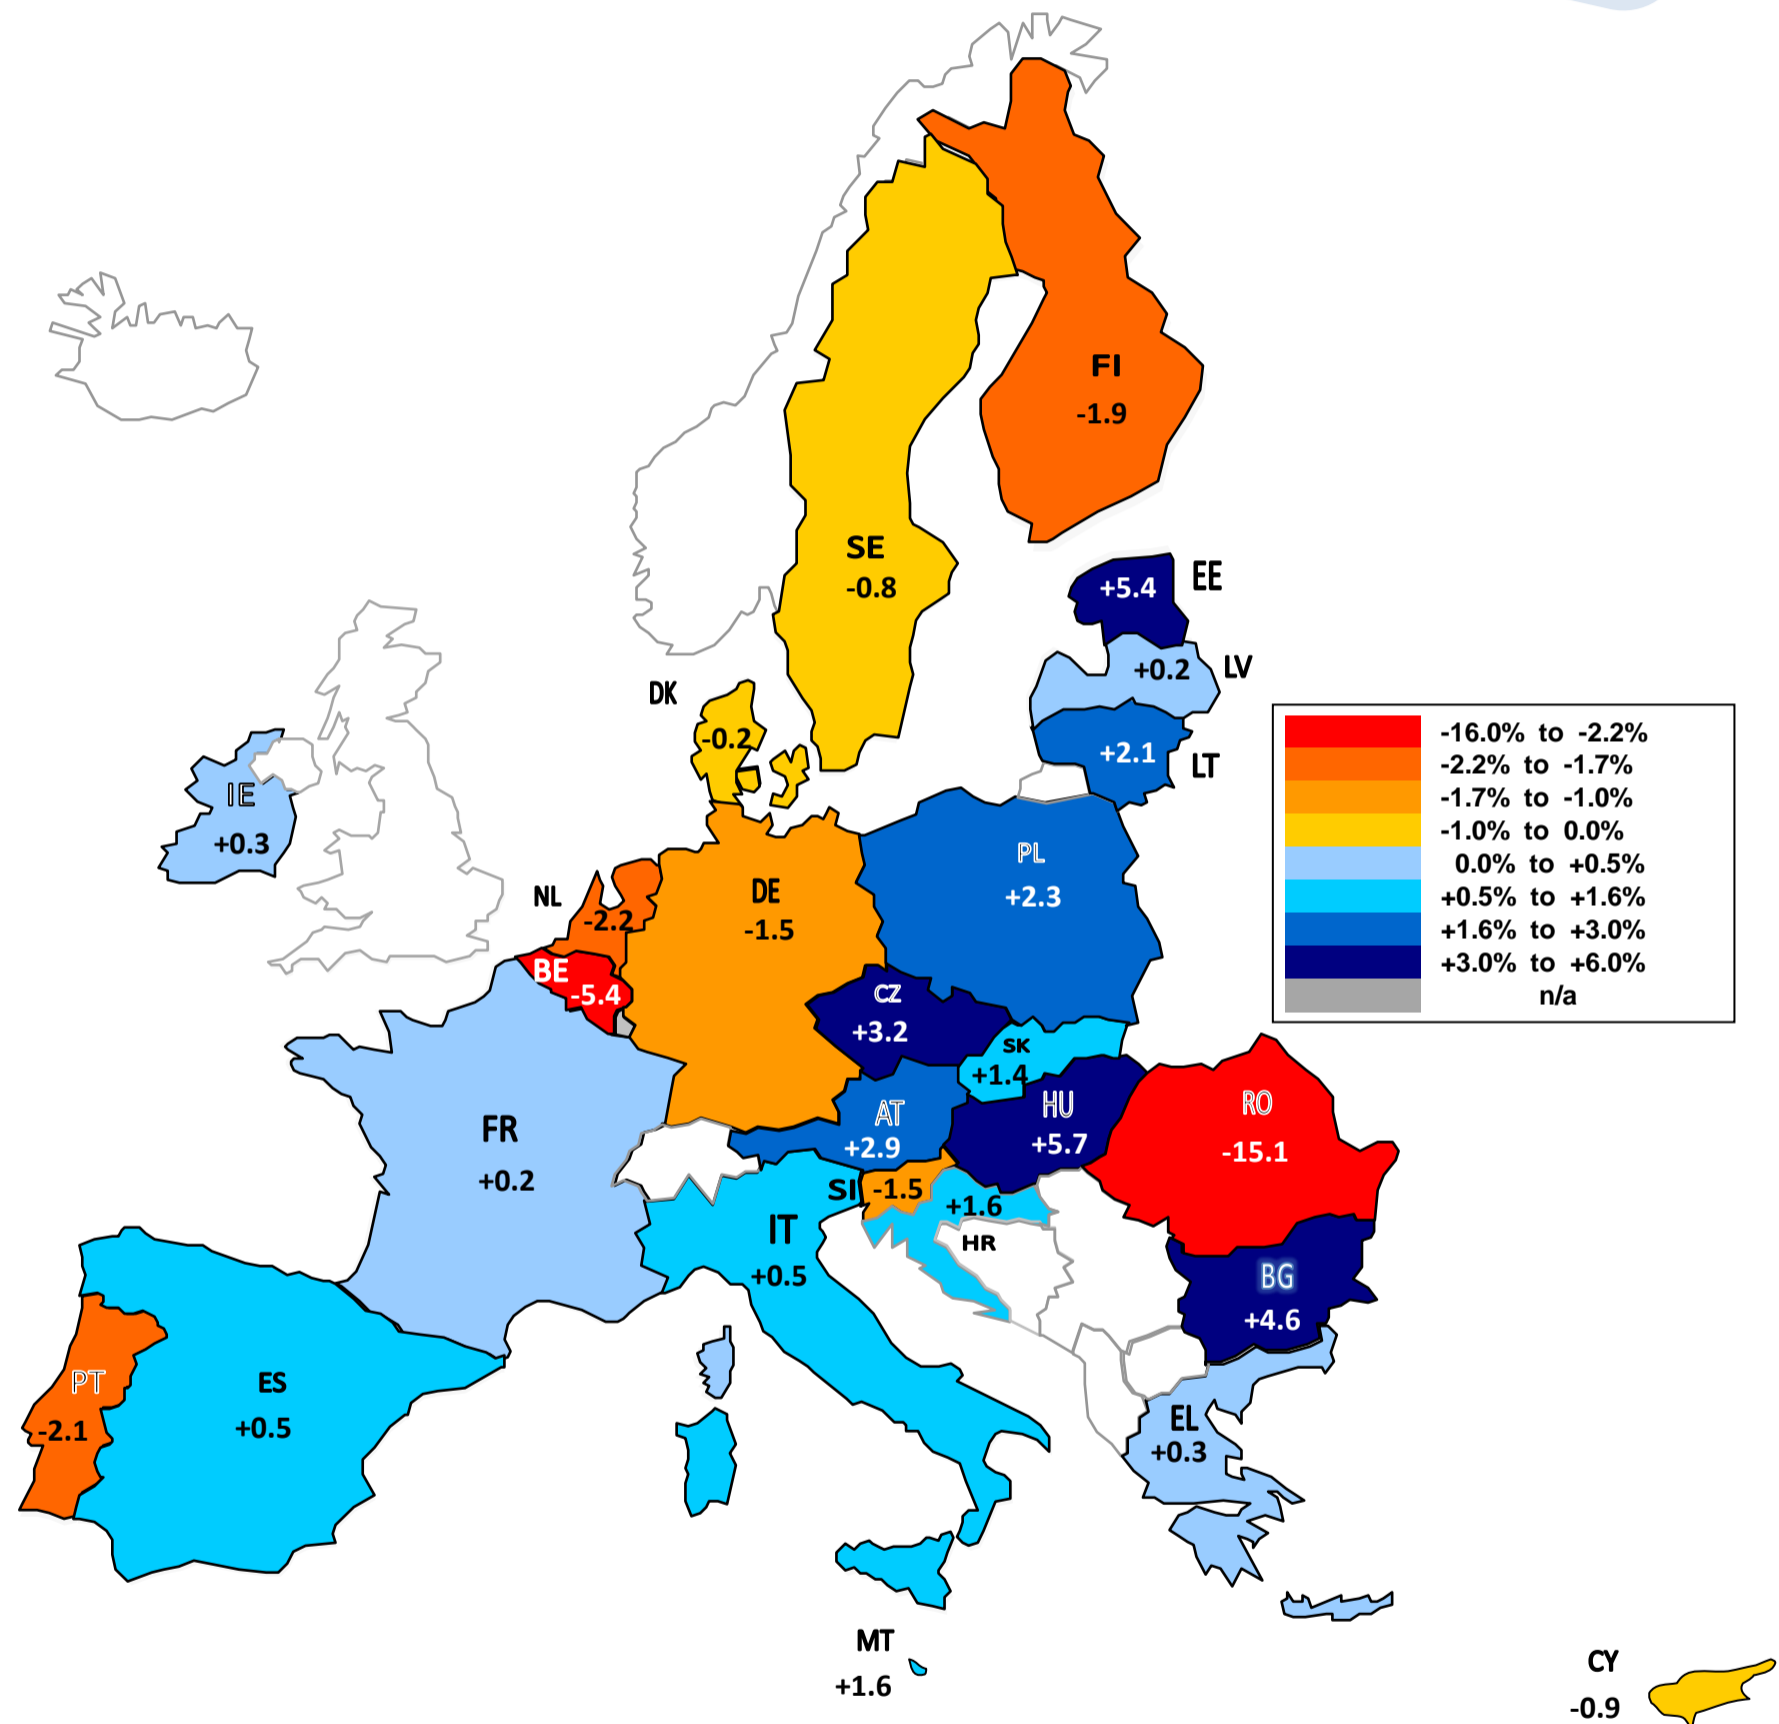 FI
-1.9
SE
-0.8
EE
+5.4
LV
+0.2
DK
-0.2
LT
+2.1
IE
+0.3
-16.0% to -2.2%
-2.2% to -1.7%
-1.7% to -1.0%
-1.0% to 0.0%
0.0% to +0.5%
+0.5% to +1.6%
+1.6% to +3.0%
+3.0% to +6.0%
n/a
PL
+2.3
NL
-2.2
DE
-1.5
BE
-5.4
CZ
+3.2
SK
+1.4
AT
+2.9
HU
+5.7
RO
-15.1
FR
+0.2
SI
-1.5
+1.6
HR
IT
+0.5
BG
+4.6
PT
-2.1
ES
+0.5
EL
+0.3
MT
+1.6
CY
-0.9